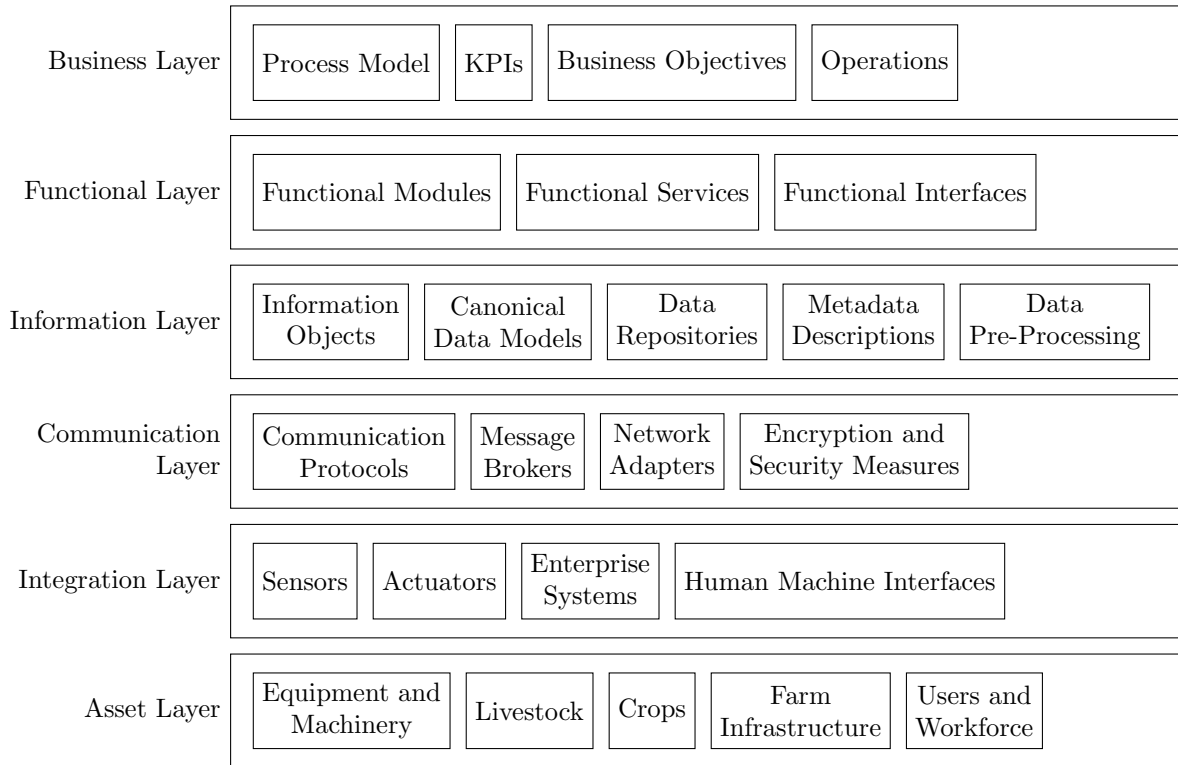 Business Layer
Process Model
KPIs
Business Objectives
Operations
Functional Layer
Functional Modules
Functional Services
Functional Interfaces
Information Layer
Information
Objects
Canonical
Data Models
Data
Repositories
Metadata
Descriptions
Data
Pre-Processing
Communication
Layer
Communication
Protocols
Message
Brokers
Network
Adapters
Encryption and
Security Measures
Integration Layer
Sensors
Actuators
Enterprise
Systems
Human Machine Interfaces
Asset Layer
Equipment and
Machinery
Livestock
Crops
Farm
Infrastructure
Users and
Workforce